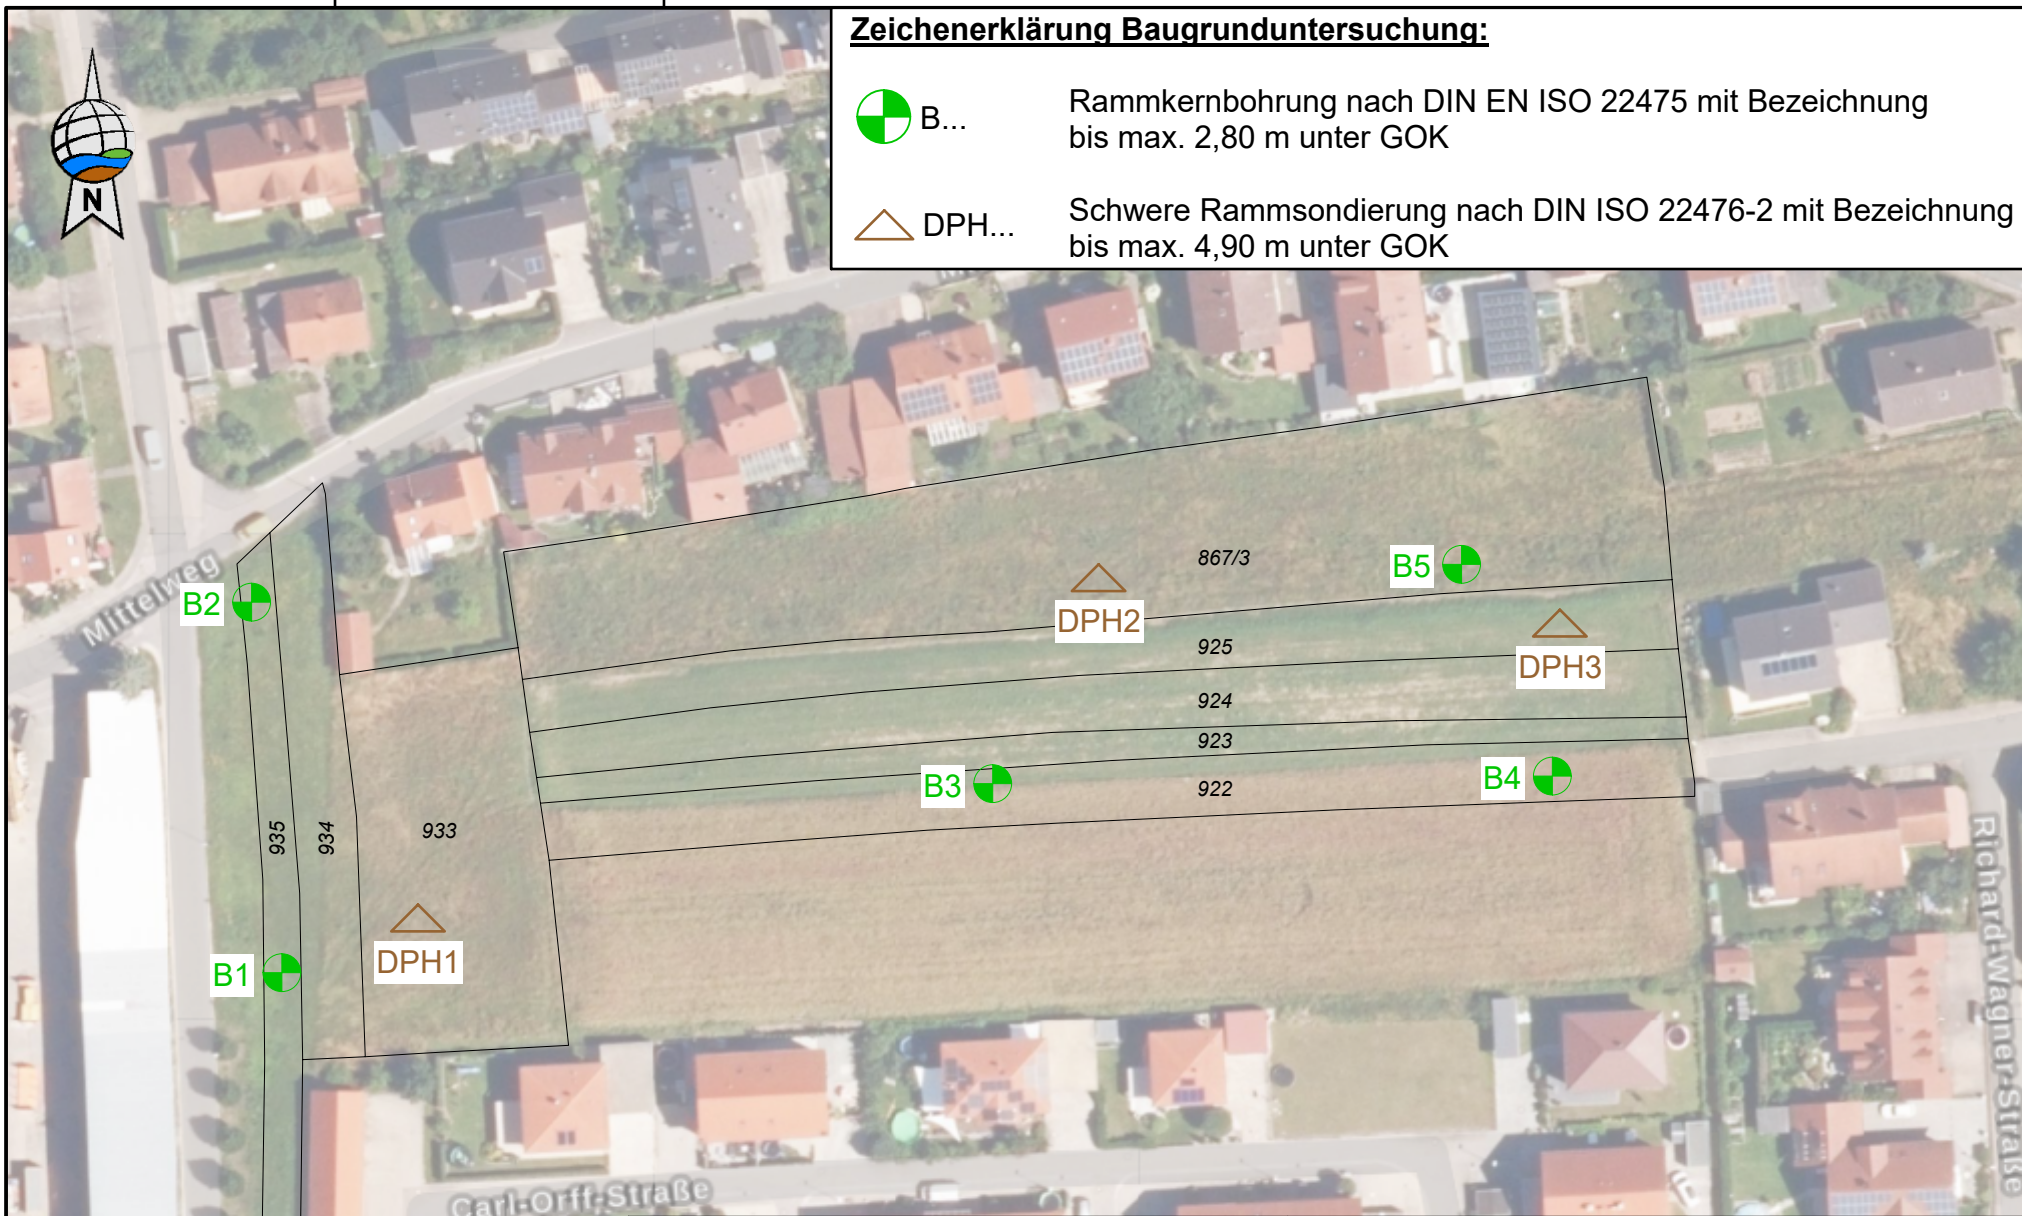 Zeichenerklärung Baugrunduntersuchung:
B...
Rammkernbohrung nach DIN EN ISO 22475 mit Bezeichnung
bis max. 2,80 m unter GOK
DPH...
Schwere Rammsondierung nach DIN ISO 22476-2 mit Bezeichnung
bis max. 4,90 m unter GOK
N
Mittelweg
B2
867/3
B5
DPH2
925
DPH3
924
923
B3
B4
922
935
934
933
DPH1
B1
Richard-Wagner-Straße
Carl-Orff-Straße